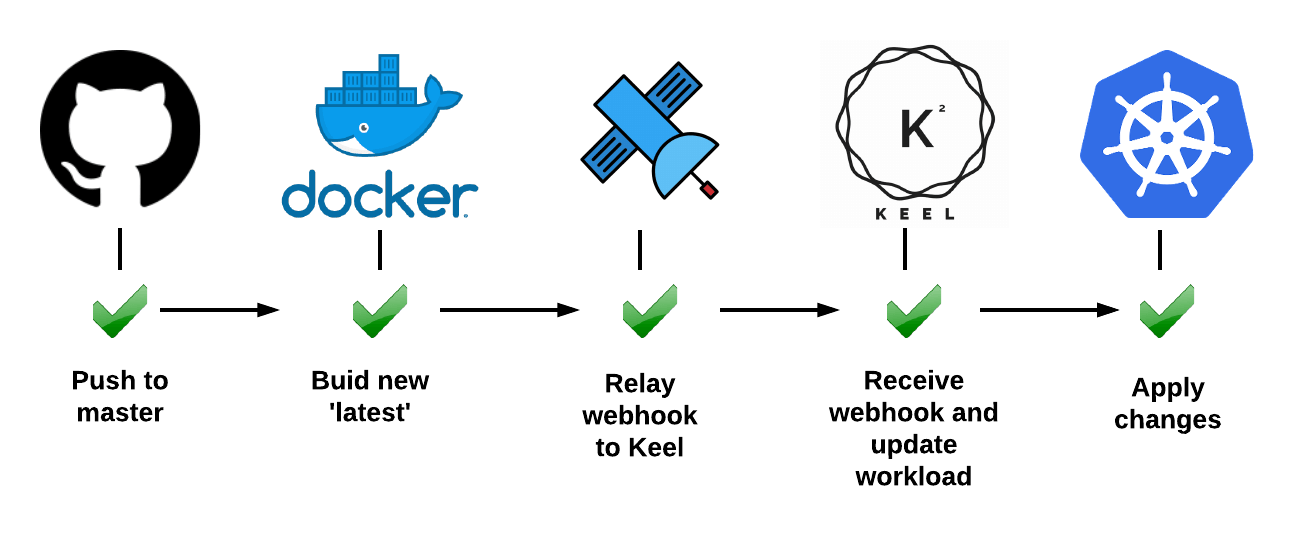 docker
K²
KEEL
Push to
master
Buid new
'latest'
Relay
webhook
to Keel
Receive
webhook and
update
workload
Apply
changes